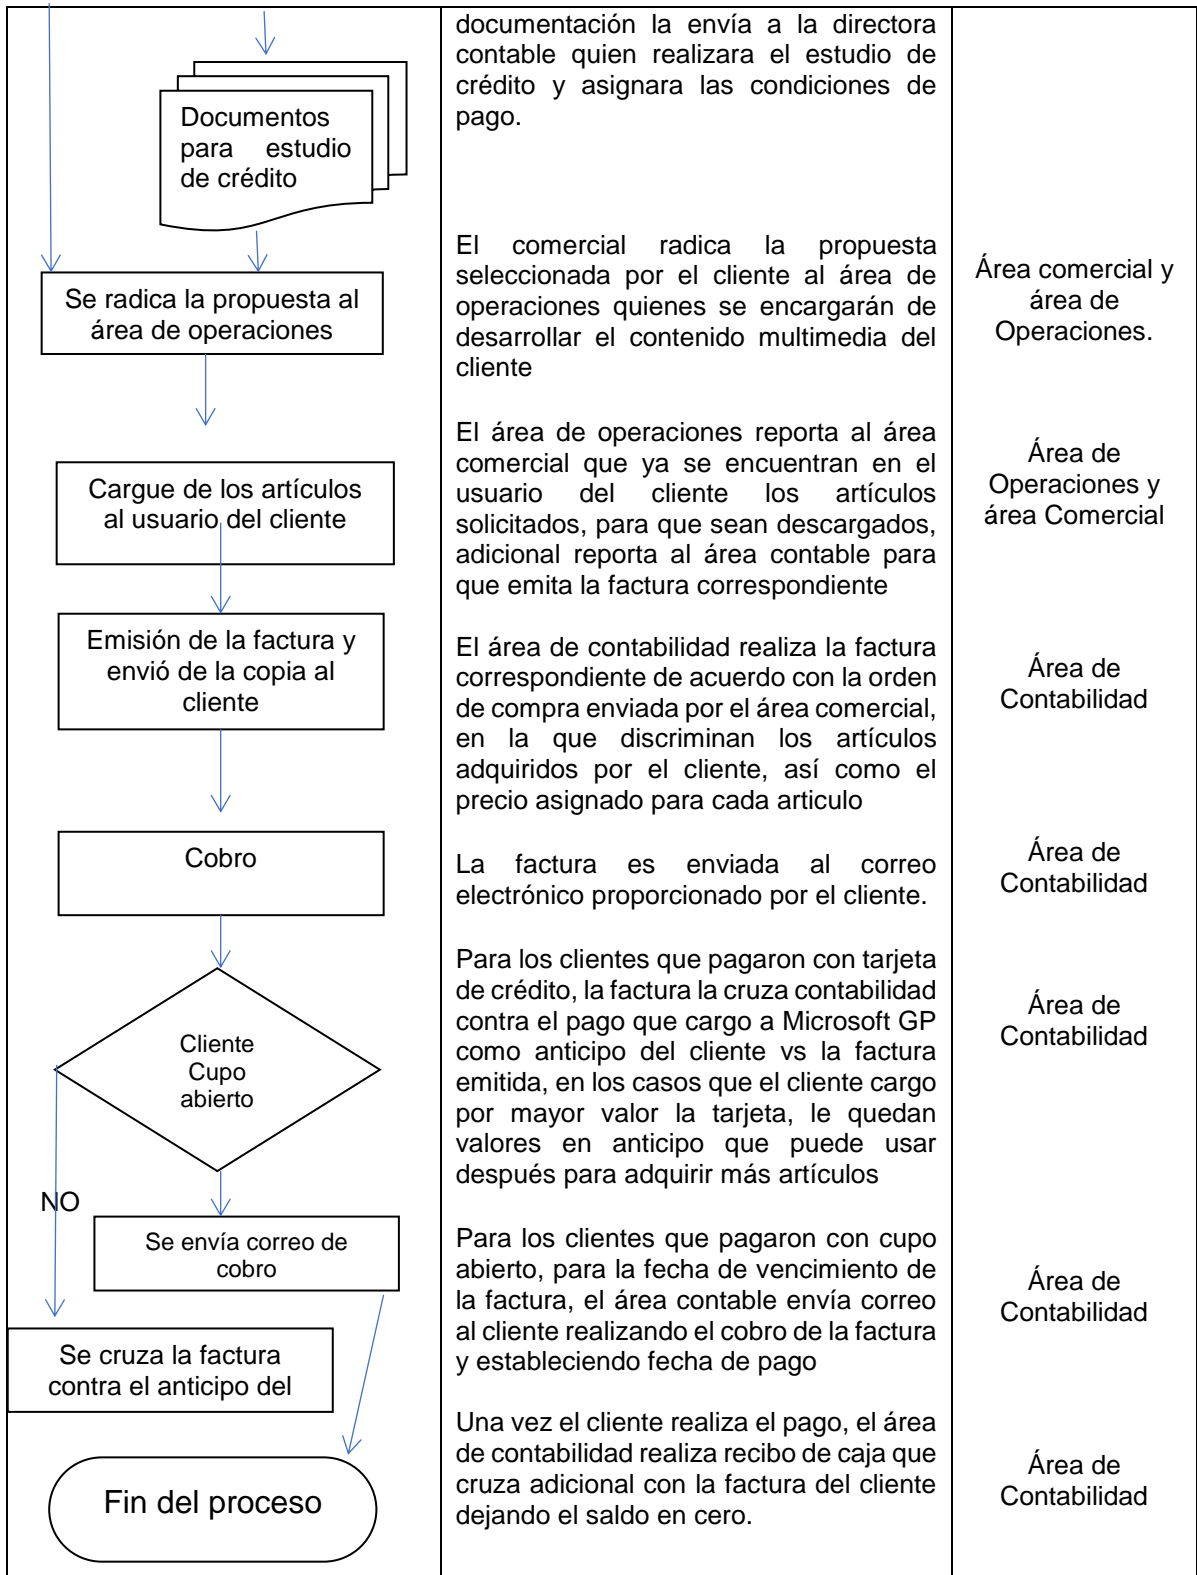 documentación la envía a la directora
contable quien realizara el estudio de
crédito y asignara las condiciones de
pago.
Documentos
para estudio
de crédito
El comercial radica la propuesta
seleccionada por el cliente al área de
operaciones quienes se encargarán de
desarrollar el contenido multimedia del
cliente
Área comercial y
área de
Operaciones.
Se radica la propuesta al
área de operaciones
El área de operaciones reporta al área
comercial que ya se encuentran en el
usuario del cliente los artículos
solicitados, para que sean descargados,
adicional reporta al área contable para
que emita la factura correspondiente
Área de
Operaciones y
área Comercial
Cargue de los artículos
al usuario del cliente
Emisión de la factura y
envió de la copia al
cliente
El área de contabilidad realiza la factura
correspondiente de acuerdo con la orden
de compra enviada por el área comercial,
en la que discriminan los artículos
adquiridos por el cliente, así como el
precio asignado para cada articulo
Área de
Contabilidad
Cobro
La factura es enviada al correo
electrónico proporcionado por el cliente.
Área de
Contabilidad
Cliente
Cupo
abierto
Para los clientes que pagaron con tarjeta
de crédito, la factura la cruza contabilidad
contra el pago que cargo a Microsoft GP
como anticipo del cliente vs la factura
emitida, en los casos que el cliente cargo
por mayor valor la tarjeta, le quedan
valores en anticipo que puede usar
después para adquirir más artículos
Área de
Contabilidad
NO
Se envía correo de
cobro
Para los clientes que pagaron con cupo
abierto, para la fecha de vencimiento de
la factura, el área contable envía correo
al cliente realizando el cobro de la factura
y estableciendo fecha de pago
Área de
Contabilidad
Se cruza la factura
contra el anticipo del
Una vez el cliente realiza el pago, el área
de contabilidad realiza recibo de caja que
cruza adicional con la factura del cliente
dejando el saldo en cero.
Área de
Contabilidad
Fin del proceso